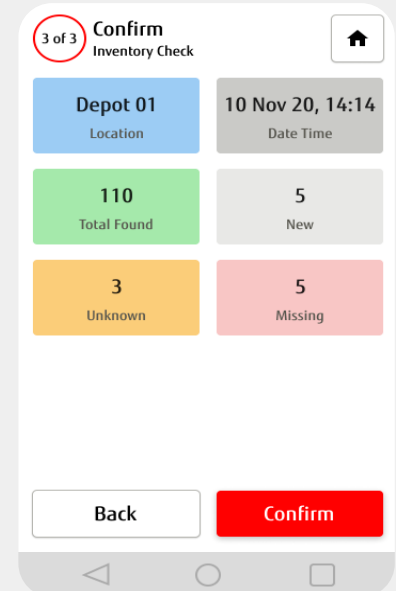 3 of 3
Confirm
Inventory Check
Depot 01
Location
10 Nov 20, 14:14
Date Time
110
Total Found
5
New
3
Unknown
5
Missing
Back
Confirm